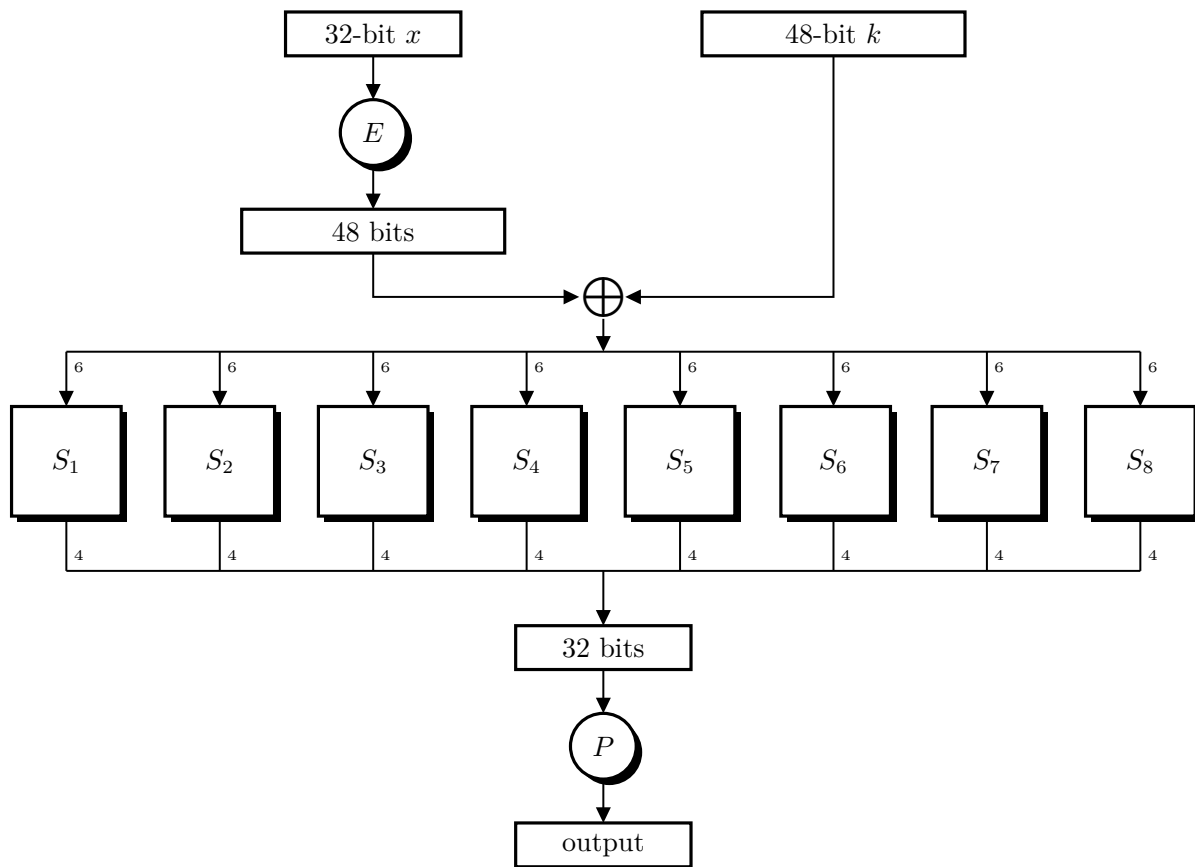 32-bit x
48-bit k
E
48 bits
6 6 6 6 6 6 6 6
S₁ S₂ S₃ S₄ S₅ S₆ S₇ S₈
4 4 4 4 4 4 4 4
32 bits
P
output